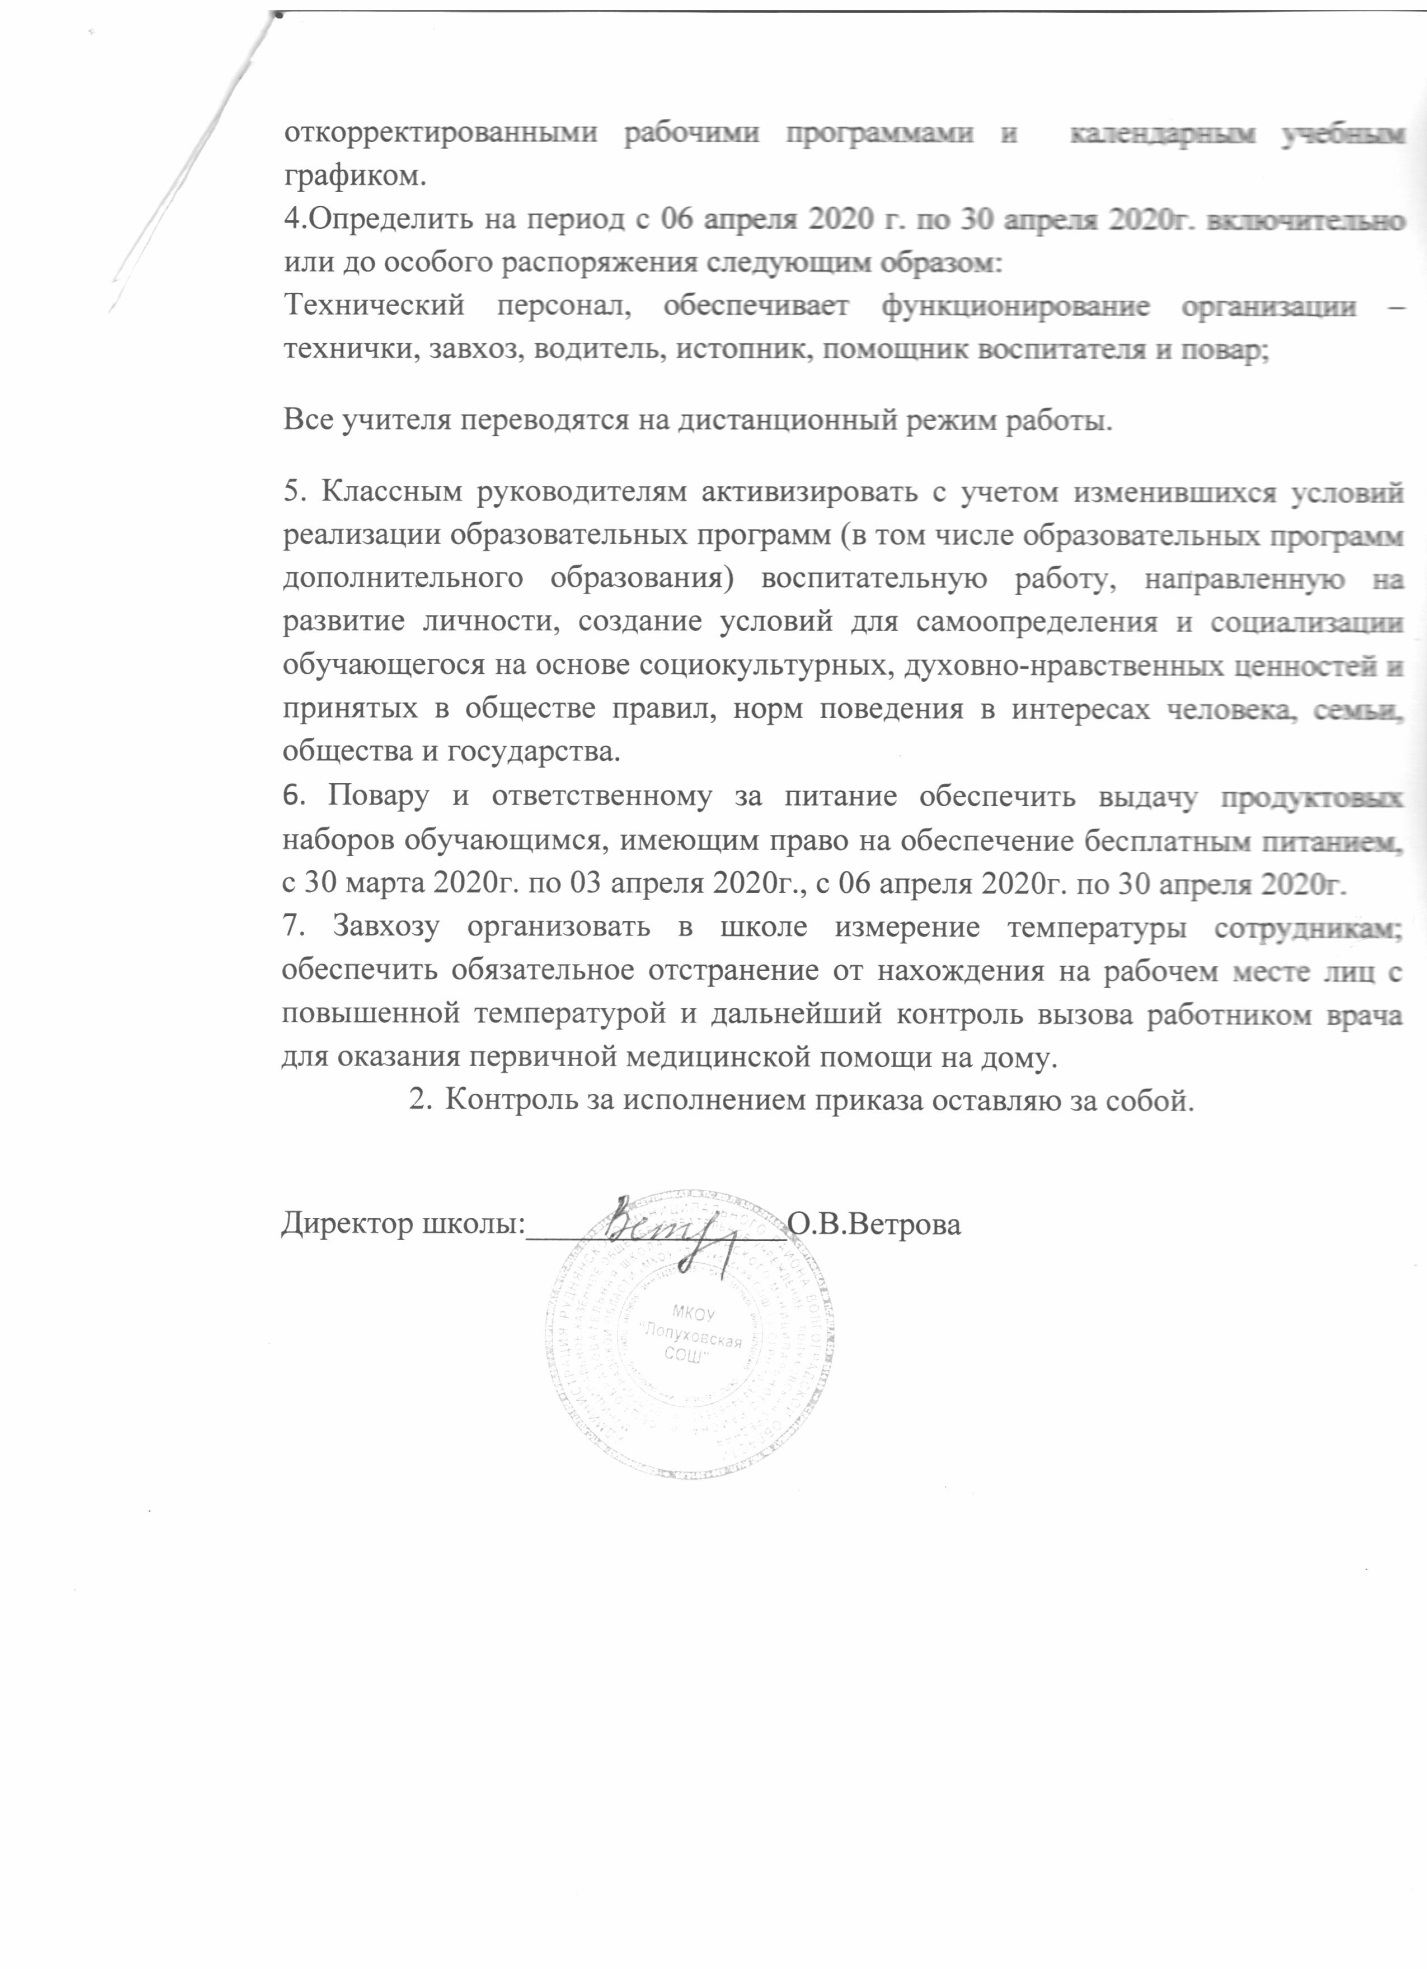 откорректированными рабочими программами и календарным учебным
графиком.
4.Определить на период с 06 апреля 2020 г. по 30 апреля 2020г. включительно
или до особого распоряжения следующим образом:
Технический персонал, обеспечивает функционирование организации –
технички, завхоз, водитель, истопник, помощник воспитателя и повар;
Все учителя переводятся на дистанционный режим работы.
5. Классным руководителям активизировать с учетом изменившихся условий
реализации образовательных программ (в том числе образовательных программ
дополнительного образования) воспитательную работу, направленную на
развитие личности, создание условий для самоопределения и социализации
обучающегося на основе социокультурных, духовно-нравственных ценностей и
принятых в обществе правил, норм поведения в интересах человека, семьи,
общества и государства.
6. Повару и ответственному за питание обеспечить выдачу продуктовых
наборов обучающимся, имеющим право на обеспечение бесплатным питанием,
с 30 марта 2020г. по 03 апреля 2020г., с 06 апреля 2020г. по 30 апреля 2020г.
7. Завхозу организовать в школе измерение температуры сотрудникам;
обеспечить обязательное отстранение от нахождения на рабочем месте лиц с
повышенной температурой и дальнейший контроль вызова работником врача
для оказания первичной медицинской помощи на дому.
2. Контроль за исполнением приказа оставляю за собой.
Директор школы:________________О.В.Ветрова
МКОУ
"Лопуховская
СОШ"